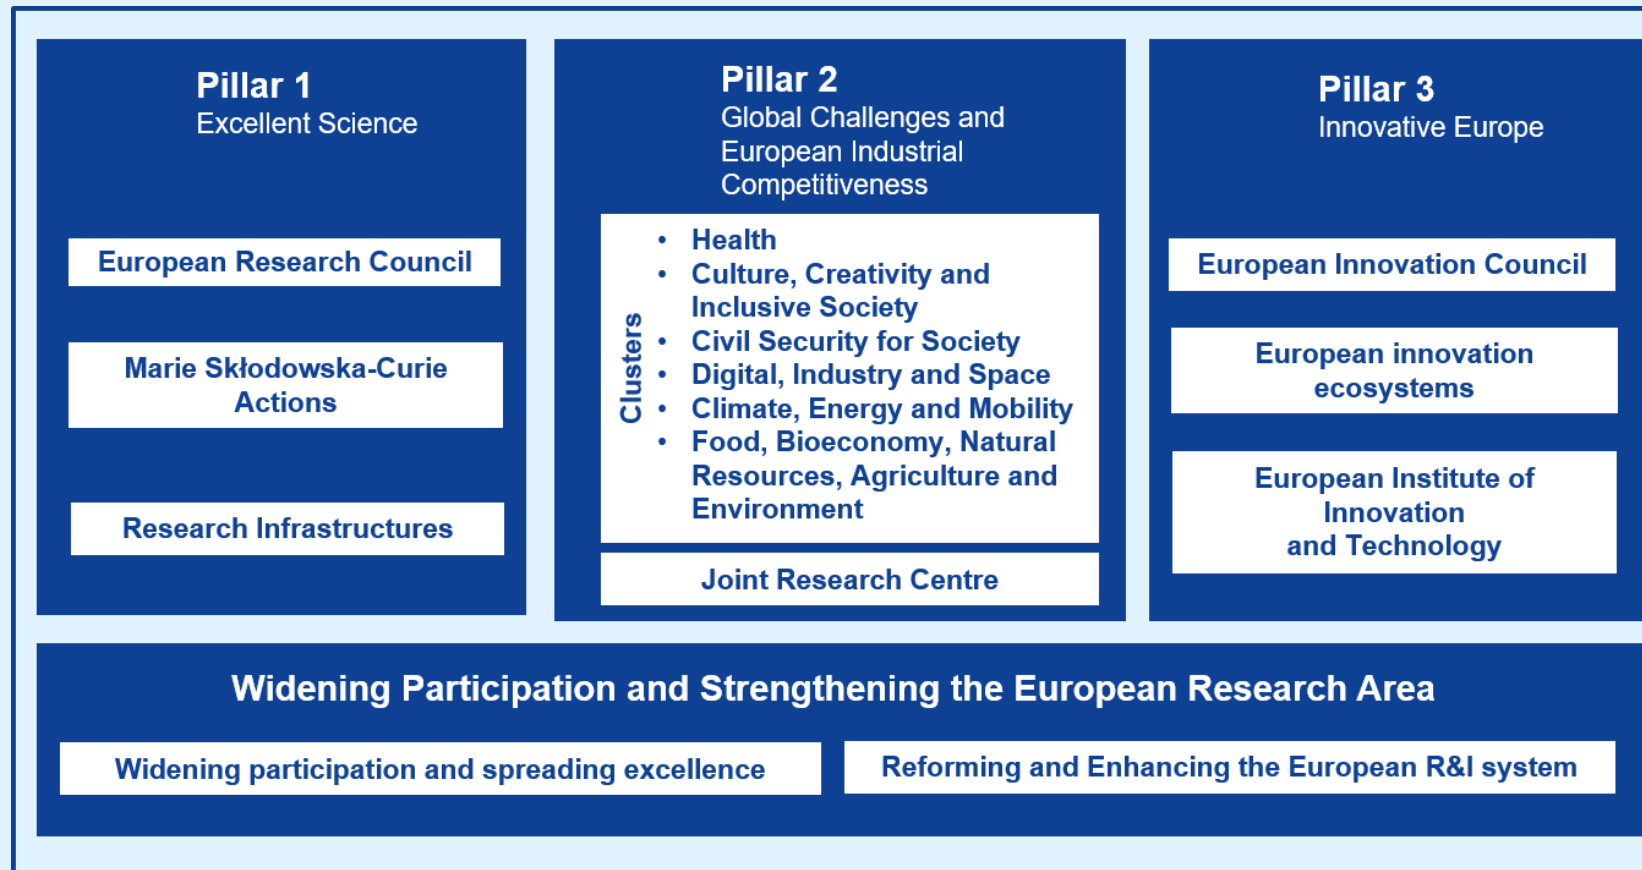 Pillar 1
Excellent Science
European Research Council
Marie Skłodowska-Curie
Actions
Research Infrastructures
Pillar 2
Global Challenges and
European Industrial
Competitiveness
Clusters
• Health
• Culture, Creativity and
Inclusive Society
• Civil Security for Society
• Digital, Industry and Space
• Climate, Energy and Mobility
• Food, Bioeconomy, Natural
Resources, Agriculture and
Environment
Joint Research Centre
Pillar 3
Innovative Europe
European Innovation Council
European innovation
ecosystems
European Institute of
Innovation
and Technology
Widening Participation and Strengthening the European Research Area
Widening participation and spreading excellence
Reforming and Enhancing the European R&I system